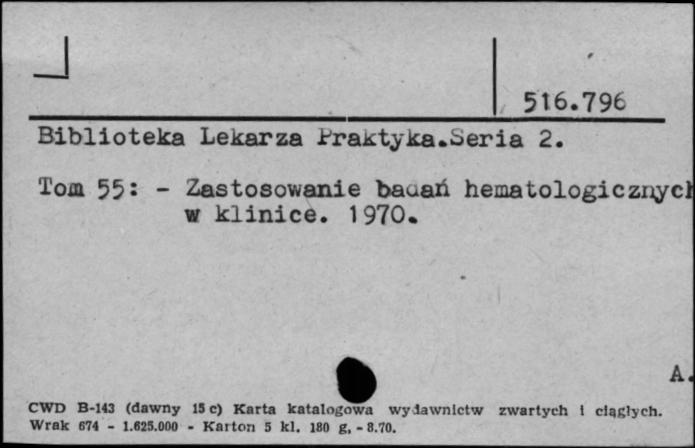 516.796
Biblioteka Lekarza Praktyka.Seria 2.
Tom 55: - Zastosowanie badań hematologicznych
w klinice. 1970.
A.
CWD B-143 (dawny 15 c) Karta katalogowa wydawnictw zwartych i ciągłych.
Wrak 674 - 1.625.000 - Karton 5 kl. 180 g. - 8.70.